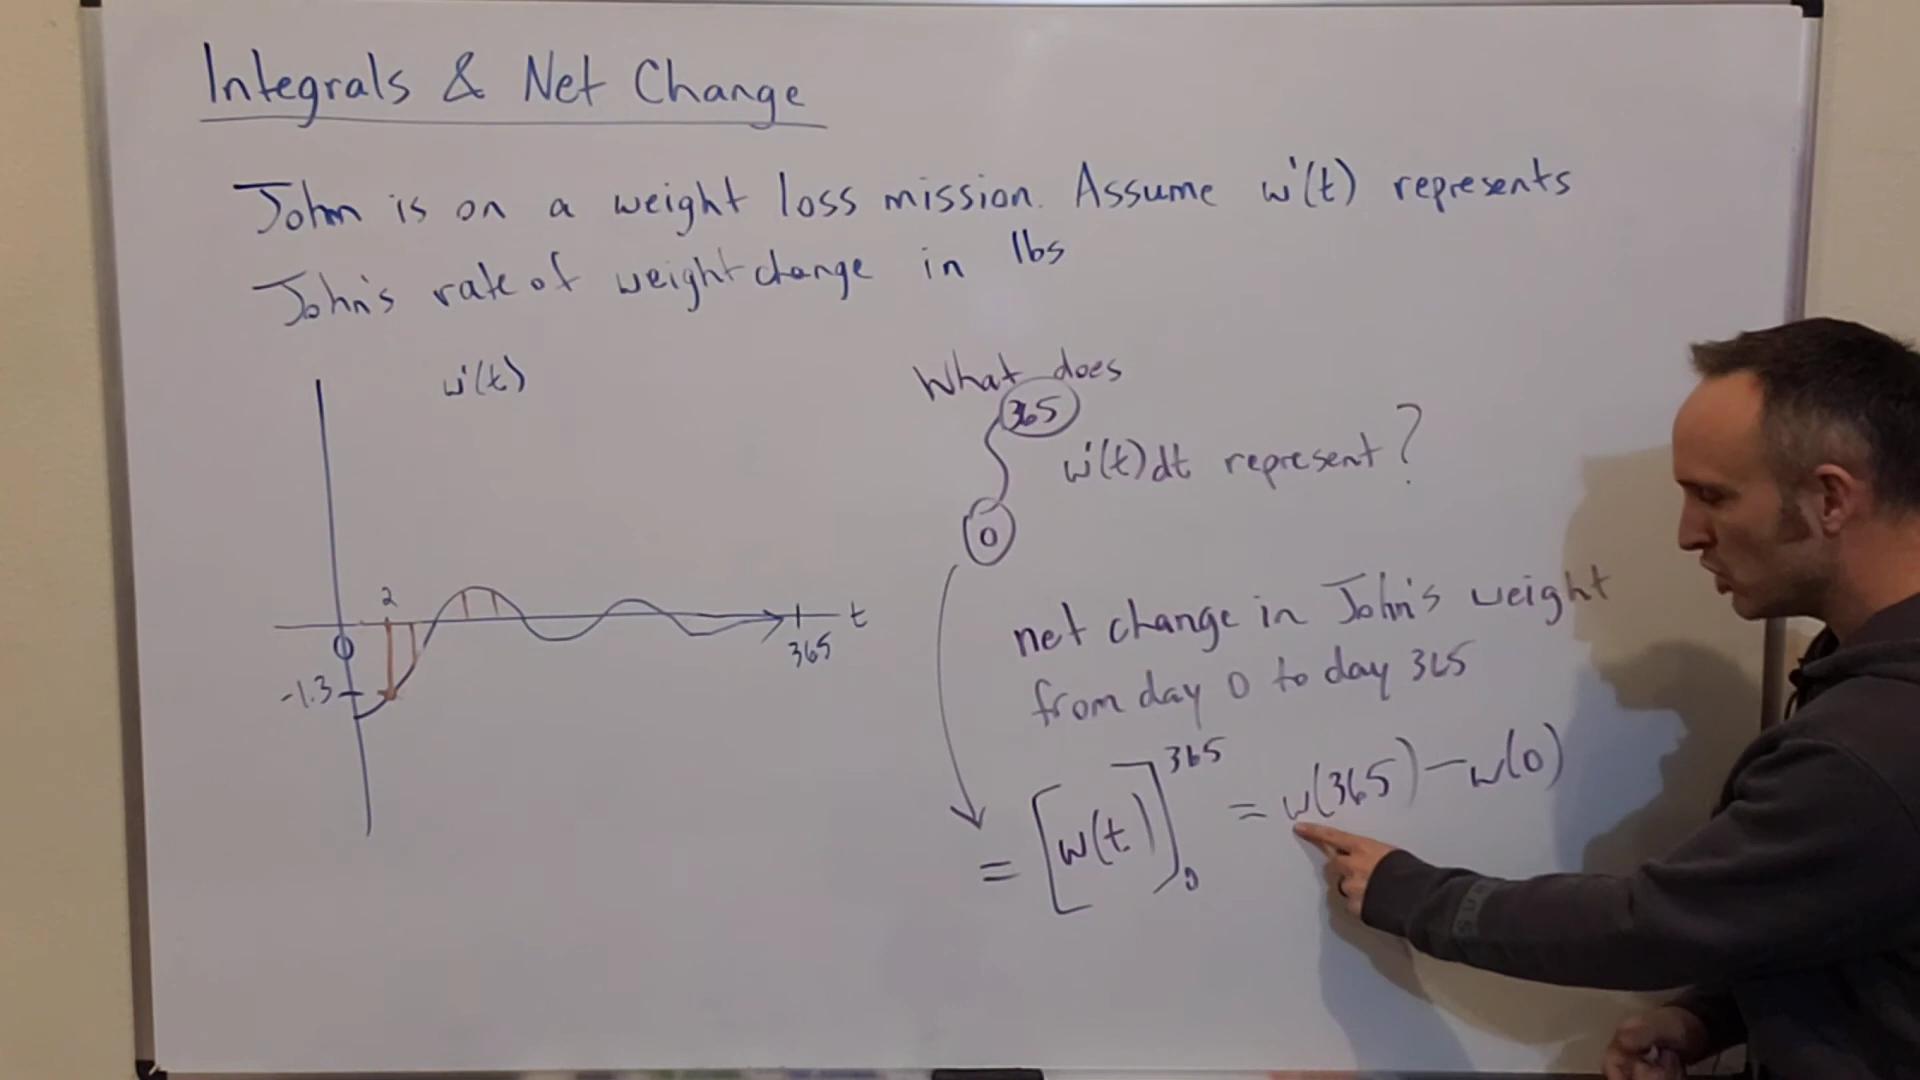 Integrals & Net Change
John is on a weight loss mission. Assume w'(t) represents
John's rate of weight change in lbs
w'(t)
2
0
-1.3
365
t
What does
365
∫ w'(t)dt represent?
0
net change in John's weight
from day 0 to day 365
= [w(t)]₀³⁶⁵ = w(365) - w(0)